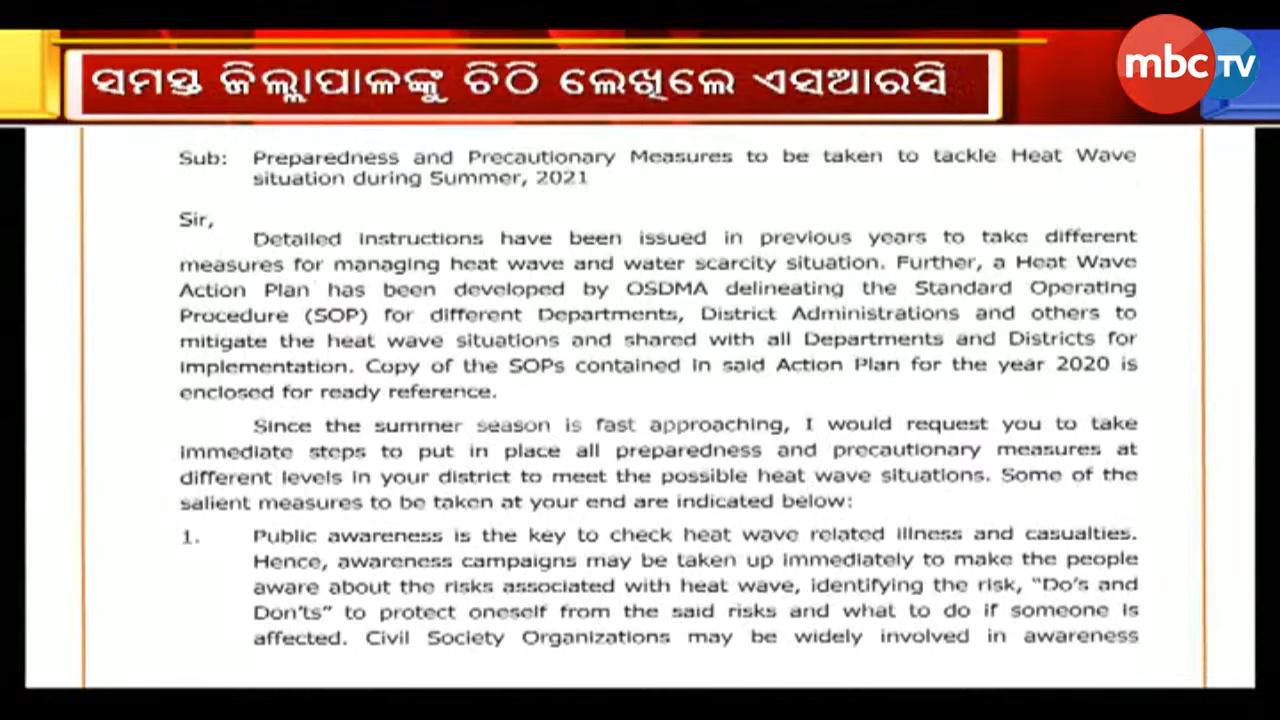 ସମସ୍ତ ଜିଲ୍ଲାପାଳଙ୍କୁ ଚିଠି ଲେଖିଲେ ଏସଆରସି
mbc TV
Sub: Preparedness and Precautionary Measures to be taken to tackle Heat Wave
situation during Summer, 2021
Sir,
Detailed instructions have been issued in previous years to take different
measures for managing heat wave and water scarcity situation. Further, a Heat Wave
Action Plan has been developed by OSDMA delineating the Standard Operating
Procedure (SOP) for different Departments, District Administrations and others to
mitigate the heat wave situations and shared with all Departments and Districts for
implementation. Copy of the SOPs contained in said Action Plan for the year 2020 is
enclosed for ready reference.
Since the summer season is fast approaching, I would request you to take
immediate steps to put in place all preparedness and precautionary measures at
different levels in your district to meet the possible heat wave situations. Some of the
salient measures to be taken at your end are indicated below:
1. Public awareness is the key to check heat wave related illness and casualties.
Hence, awareness campaigns may be taken up immediately to make the people
aware about the risks associated with heat wave, identifying the risk, “Do's and
Don'ts” to protect oneself from the said risks and what to do if someone is
affected. Civil Society Organizations may be widely involved in awareness